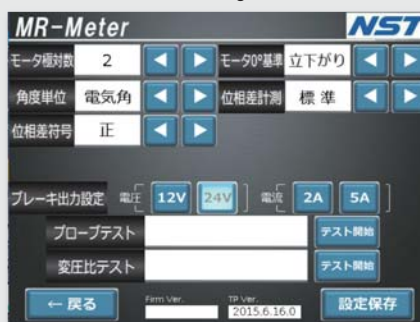 MR-Meter NST
モータ極対数 2 モータ0°基準 立下がり
角度単位 電気角 位相差計測 標準
位相差符号 正
ブレーキ出力設定 電圧 12V 24V 電流 2A 5A
プローブテスト テスト開始
変圧比テスト テスト開始
← 戻る Firm Ver. TP Ver. 2015.6.16.0 設定保存